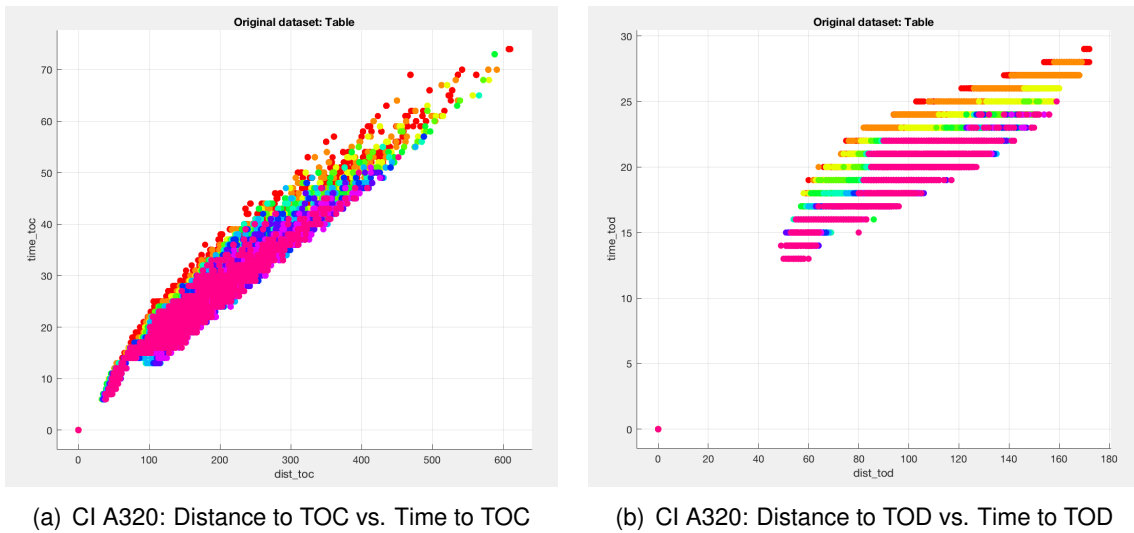 Original dataset: Table
70
60
50
40
30
20
10
0
time_toc
0 100 200 300 400 500 600
dist_toc
(a) CI A320: Distance to TOC vs. Time to TOC
Original dataset: Table
30
25
20
15
10
5
0
time_tod
0 20 40 60 80 100 120 140 160 180
dist_tod
(b) CI A320: Distance to TOD vs. Time to TOD